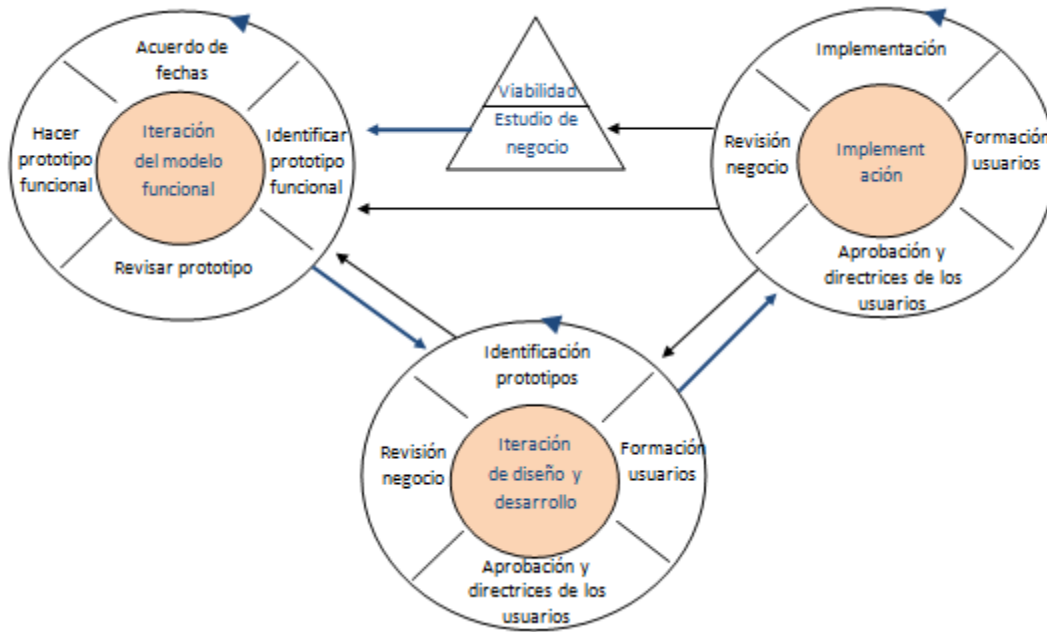 Acuerdo de
fechas
Hacer
prototipo
funcional
Iteración
del modelo
funcional
Identificar
prototipo
funcional
Revisar prototipo
Viabilidad
Estudio de
negocio
Implementación
Revisión
negocio
Implement
ación
Formación
usuarios
Aprobación y
directrices de los
usuarios
Identificación
prototipos
Revisión
negocio
Iteración
de diseño y
desarrollo
Formación
usuarios
Aprobación y
directrices de los
usuarios